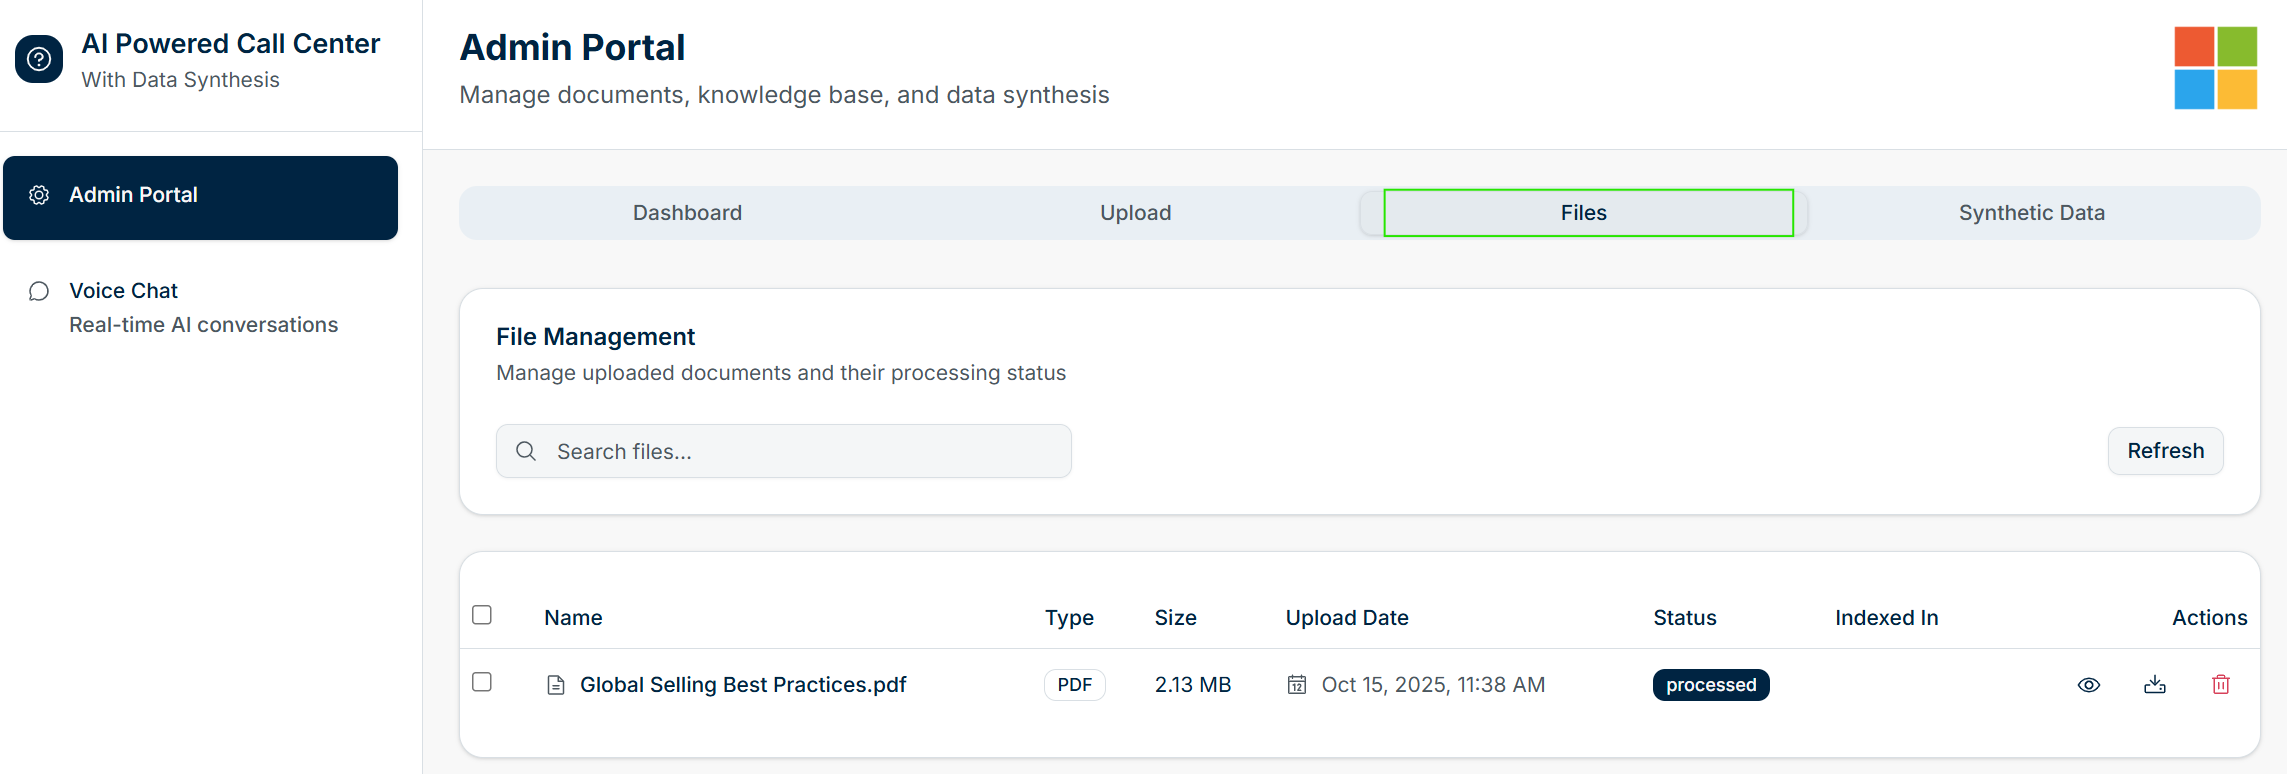 AI Powered Call Center
With Data Synthesis
Admin Portal
Voice Chat
Real-time AI conversations
Admin Portal
Manage documents, knowledge base, and data synthesis
Dashboard Upload Files Synthetic Data
File Management
Manage uploaded documents and their processing status
Search files...
Refresh
Name Type Size Upload Date Status Indexed In Actions
Global Selling Best Practices.pdf PDF 2.13 MB 12 Oct 15, 2025, 11:38 AM processed